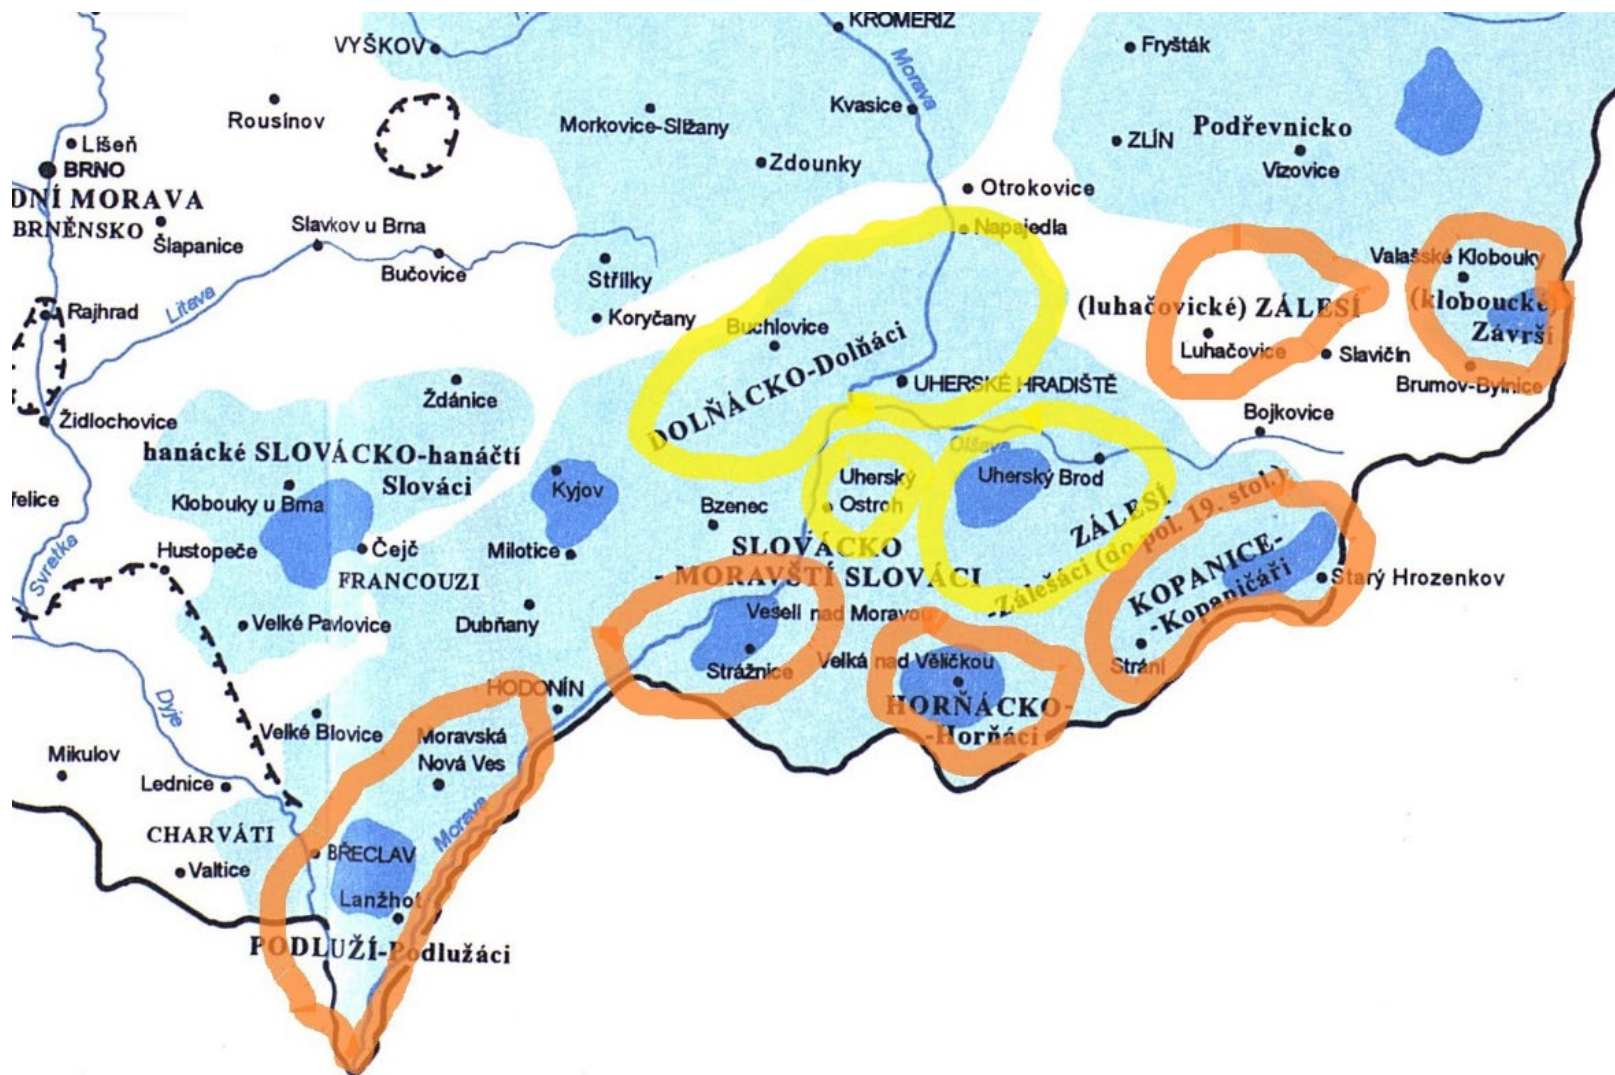 KROMĚŘÍŽ
VYŠKOV
Fryšták
Morava
Kvasice
Rousínov
Morkovice-Slížany
Podřevnicko
ZLÍN
Vizovice
Líšeň
BRNO
Zdounky
DNÍ MORAVA
BRNĚNSKO
Otrokovice
Šlapanice
Slavkov u Brna
Napajedla
Bučovice
Valašské Klobouky
Střílky
Litava
Rajhrad
Koryčany
Buchlovice
(luhačovické) ZÁLESÍ
(kloboucké)
Závrší
Luhačovice
Slavičín
Brumov-Bylnice
DOLŇÁCKO-Dolňáci
UHERSKÉ HRADIŠTĚ
Ždánice
Bojkovice
Židlochovice
Olšava
hanácké SLOVÁCKO-hanáčtí
Slováci
Kyjov
Uherský
Ostroh
Uherský Brod
Klobouky u Brna
řelice
Bzenec
ZÁLESÍ
-Zálešáci (do pol. 19. stol.)
Hustopeče
Čejč
Milotice
SLOVÁCKO
- MORAVŠTÍ SLOVÁCI
Svratka
FRANCOUZI
KOPANICE-
-Kopaničáři
Starý Hrozenkov
Velké Pavlovice
Dubňany
Veselí nad Moravou
Strání
Strážnice
Velká nad Věličkou
HODONÍN
HORŇÁCKO-
-Horňáci
Dyje
Velké Bílovice
Moravská
Nová Ves
Mikulov
Lednice
Morava
CHARVÁTI
BŘECLAV
Valtice
Lanžhot
PODLUŽÍ-Podlužáci